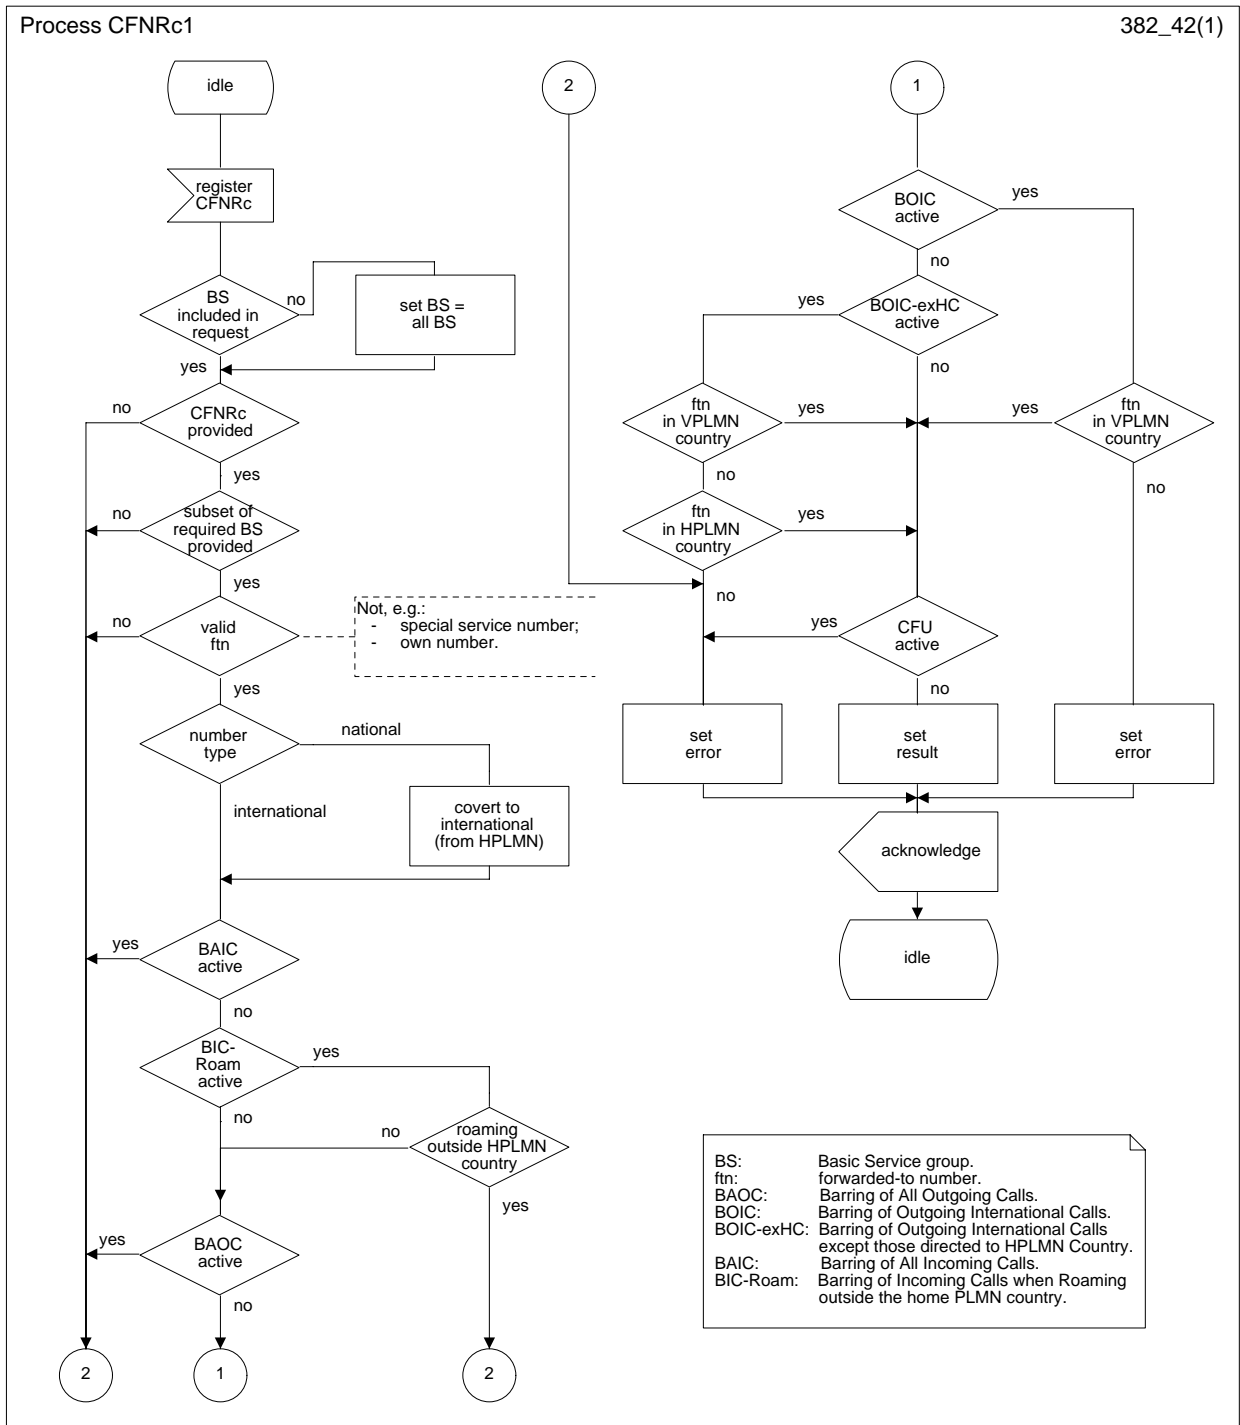 Process CFNRc1
382_42(1)
idle
register
CFNRc
BS
included in
request
no
set BS =
all BS
yes
CFNRc
provided
no
yes
subset of
required BS
provided
no
yes
valid
ftn
no
Not, e.g.:
- special service number;
- own number.
yes
number
type
national
international
covert to
international
(from HPLMN)
BAIC
active
yes
no
BIC-
Roam
active
yes
no
roaming
outside HPLMN
country
no
yes
BAOC
active
yes
no
2
1
2
2
1
BOIC
active
yes
no
BOIC-exHC
active
yes
no
ftn
in VPLMN
country
yes
no
ftn
in VPLMN
country
yes
no
ftn
in HPLMN
country
yes
no
CFU
active
yes
no
set
error
set
result
set
error
acknowledge
idle
BS: Basic Service group.
ftn: forwarded-to number.
BAOC: Barring of All Outgoing Calls.
BOIC: Barring of Outgoing International Calls.
BOIC-exHC: Barring of Outgoing International Calls
except those directed to HPLMN Country.
BAIC: Barring of All Incoming Calls.
BIC-Roam: Barring of Incoming Calls when Roaming
outside the home PLMN country.